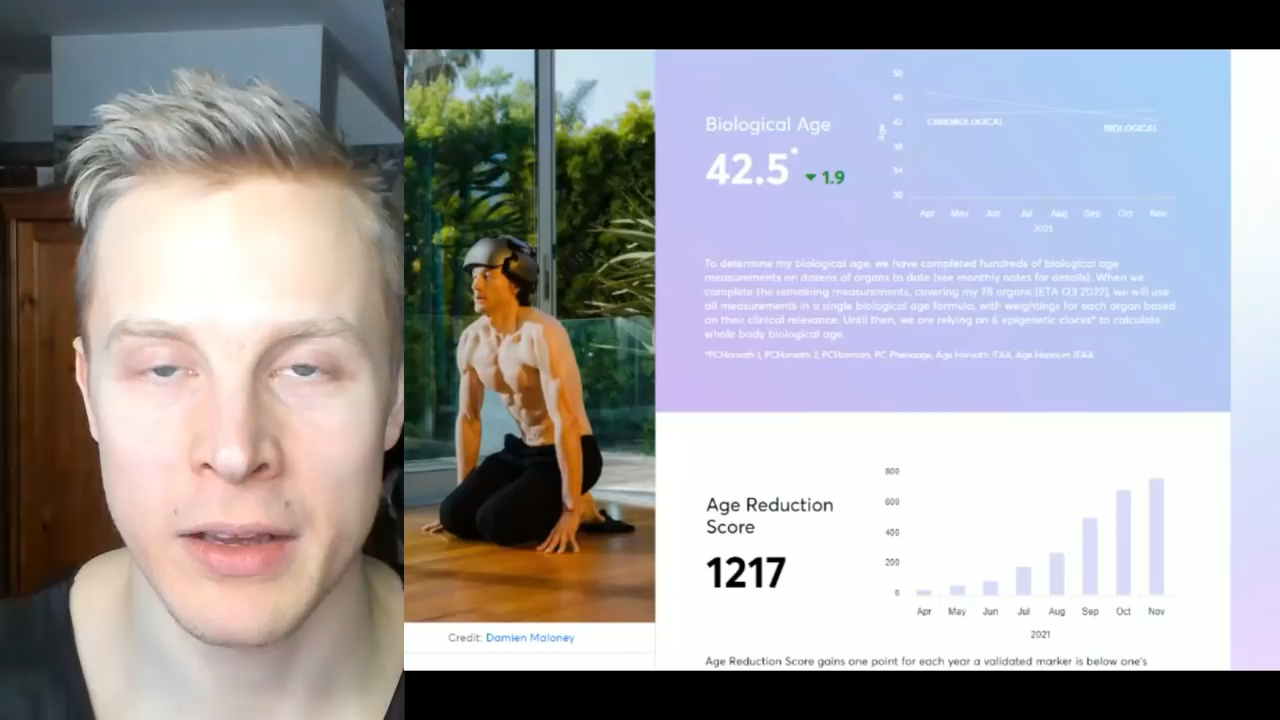 50
46
42
38
34
30
Age
CHRONOLOGICAL
BIOLOGICAL
Apr May Jun Jul Aug Sep Oct Nov
2021
Biological Age
42.5*
1.9
To determine my biological age, we have completed hundreds of biological age
measurements on dozens of organs to date (see monthly notes for details). When we
complete the remaining measurements, covering my 78 organs (ETA Q3 2022), we will use
all measurements in a single biological age formula, with weightings for each organ based
on their clinical relevance. Until then, we are relying on 6 epigenetic clocks* to calculate
whole body biological age.
*PCHorvath 1, PCHorvath 2, PCHannum, PC Phenoage, Age Horvath IEAA, Age Hannum IEAA
Age Reduction
Score
1217
800
600
400
200
0
Apr May Jun Jul Aug Sep Oct Nov
2021
Credit: Damien Maloney
Age Reduction Score gains one point for each year a validated marker is below one's